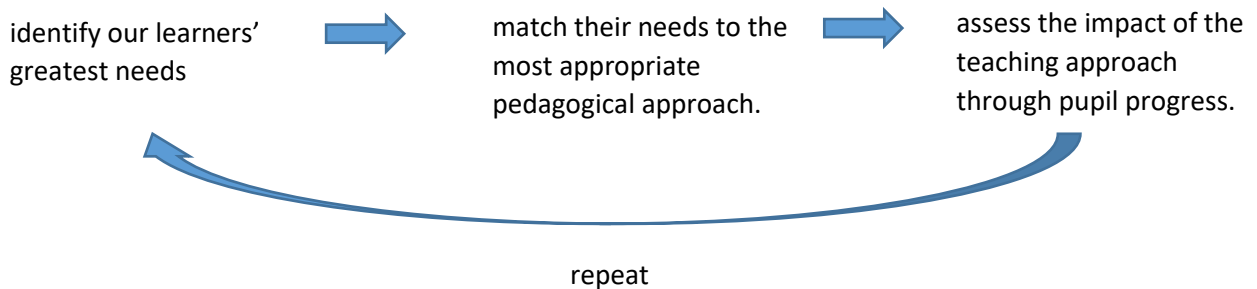 identify our learners’
greatest needs
match their needs to the
most appropriate
pedagogical approach.
assess the impact of the
teaching approach
through pupil progress.
repeat